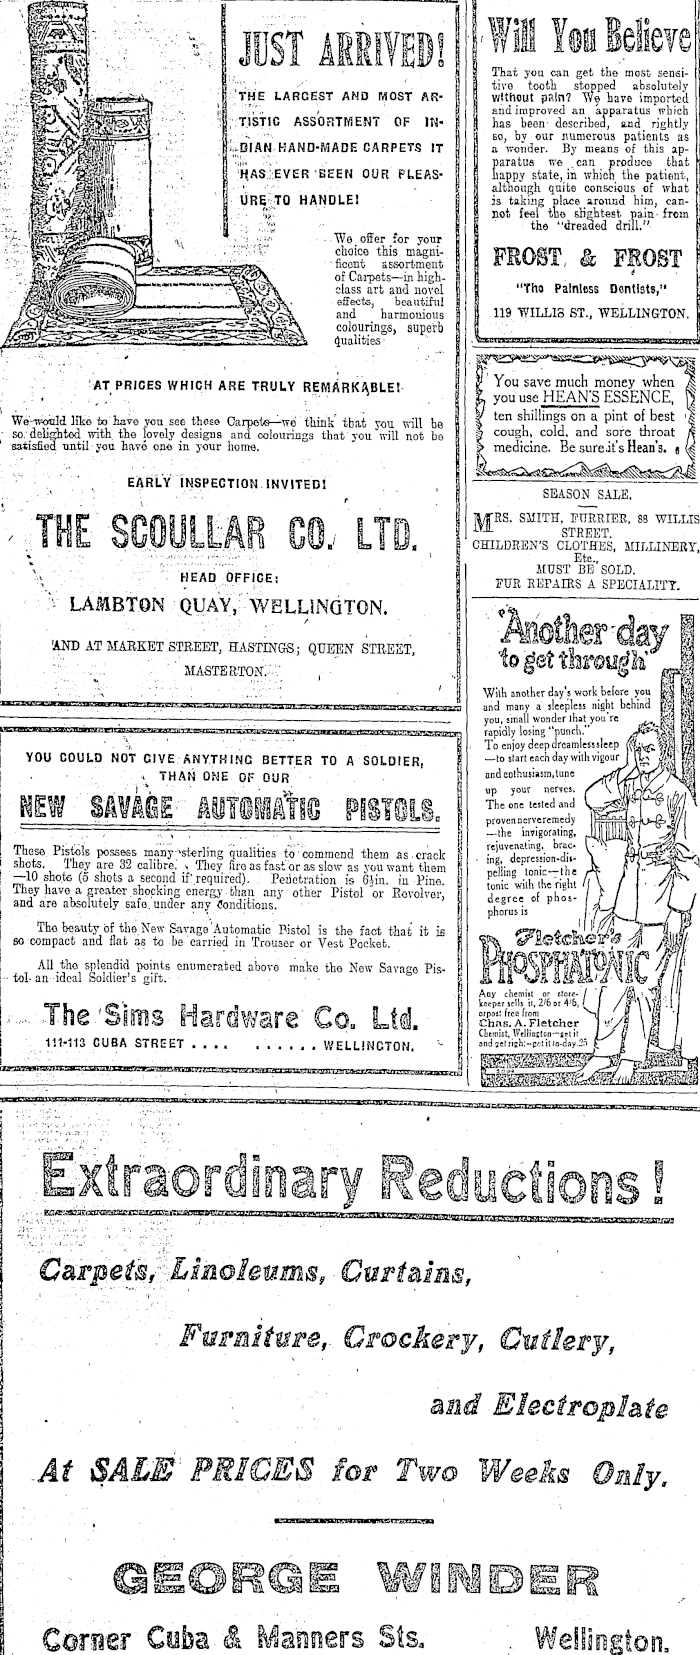 JUST ARRIVED!
THE LARGEST AND MOST AR-
TISTIC ASSORTMENT OF IN-
DIAN HAND-MADE CARPETS IT
HAS EVER BEEN OUR PLEAS-
URE TO HANDLE!
We offer for your
choice this magni-
ficent assortment
of Carpets—in high-
class art and novel
effects, beautiful
and harmonious
colourings, superb
qualities
AT PRICES WHICH ARE TRULY REMARKABLE!
We would like to have you see these Carpets—we think that you will be
so delighted with the lovely designs and colourings that you will not be
satisfied until you have one in your home.
EARLY INSPECTION INVITED!
THE SCOULLAR CO. LTD.
HEAD OFFICE:
LAMBTON QUAY, WELLINGTON.
AND AT MARKET STREET, HASTINGS; QUEEN STREET,
MASTERTON.
YOU COULD NOT GIVE ANYTHING BETTER TO A SOLDIER,
THAN ONE OF OUR
NEW SAVAGE AUTOMATIC PISTOLS.
These Pistols possess many sterling qualities to commend them as crack
shots. They are 32 calibre. They fire as fast or as slow as you want them
—10 shots (5 shots a second if required). Penetration is 6½in. in Pine.
They have a greater shocking energy than any other Pistol or Revolver,
and are absolutely safe under any conditions.
The beauty of the New Savage Automatic Pistol is the fact that it is
so compact and flat as to be carried in Trouser or Vest Pocket.
All the splendid points enumerated above make the New Savage Pis-
tol an ideal Soldier's gift.
The Sims Hardware Co. Ltd.
111-113 CUBA STREET .... ...... WELLINGTON.
Will You Believe
That you can get the most sensi-
tive tooth stopped absolutely
without pain? We have imported
and improved an apparatus which
has been described, and rightly
so, by our numerous patients as
a wonder. By means of this ap-
paratus we can produce that
happy state, in which the patient,
although quite conscious of what
is taking place around him, can-
not feel the slightest pain from
the "dreaded drill."
FROST & FROST
"The Painless Dentists,"
119 WILLIS ST., WELLINGTON.
You save much money when
you use HEAN'S ESSENCE,
ten shillings on a pint of best
cough, cold, and sore throat
medicine. Be sure it's Hean's. 6
SEASON SALE.
MRS. SMITH, FURRIER, 88 WILLIS
STREET.
CHILDREN'S CLOTHES, MILLINERY,
Etc.,
MUST BE SOLD.
FUR REPAIRS A SPECIALITY.
'Another day
to get through'
With another day's work before you
and many a sleepless night behind
you, small wonder that you're
rapidly losing "punch."
To enjoy deep dreamless sleep
—to start each day with vigour
and enthusiasm, tune
up your nerves.
The one tested and
proven nerve remedy
—the invigorating,
rejuvenating, brac-
ing, depression-dis-
pelling tonic—the
tonic with the right
degree of phos-
phorus is
Fletcher's
PHOSPHATONIC
Any chemist or store-
keeper sells it, 2/6 or 4/6,
or post free from
Chas. A. Fletcher
Chemist, Wellington—get it
and get right—get it to-day. 25
Extraordinary Reductions!
Carpets, Linoleums, Curtains,
Furniture, Crockery, Cutlery,
and Electroplate
At SALE PRICES for Two Weeks Only.
GEORGE WINDER
Corner Cuba & Manners Sts. Wellington.